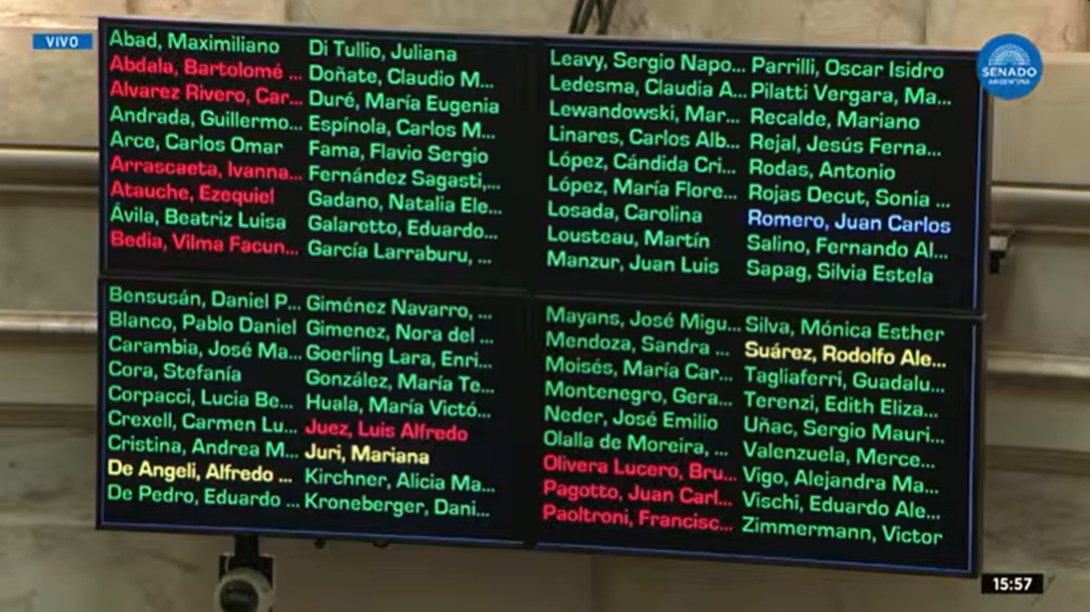 VIVO
SENADO
ARGENTINA
Abad, Maximiliano
Abdala, Bartolomé ...
Alvarez Rivero, Car...
Andrada, Guillermo...
Arce, Carlos Omar
Arrascaeta, Ivanna...
Atauche, Ezequiel
Ávila, Beatriz Luisa
Bedia, Vilma Facun...
Bensusán, Daniel P...
Blanco, Pablo Daniel
Carambia, José Ma...
Cora, Stefanía
Corpacci, Lucia Be...
Crexell, Carmen Lu...
Cristina, Andrea M...
De Angeli, Alfredo ...
De Pedro, Eduardo ...
Di Tullio, Juliana
Doñate, Claudio M...
Duré, María Eugenia
Espínola, Carlos M...
Fama, Flavio Sergio
Fernández Sagasti,...
Gadano, Natalia Ele...
Galaretto, Eduardo...
García Larraburu, ...
Giménez Navarro, ...
Gimenez, Nora del ...
Goerling Lara, Enri...
González, María Te...
Huala, María Victó...
Juez, Luis Alfredo
Juri, Mariana
Kirchner, Alicia Ma...
Kroneberger, Dani...
Leavy, Sergio Napo...
Ledesma, Claudia A...
Lewandowski, Mar...
Linares, Carlos Alb...
López, Cándida Cri...
López, María Flore...
Losada, Carolina
Lousteau, Martín
Manzur, Juan Luis
Mayans, José Migu...
Mendoza, Sandra ...
Moisés, María Car...
Montenegro, Gera...
Neder, José Emilio
Olalla de Moreira, ...
Olivera Lucero, Bru...
Pagotto, Juan Carl...
Paoltroni, Francisc...
Parrilli, Oscar Isidro
Pilatti Vergara, Ma...
Recalde, Mariano
Rejal, Jesús Ferna...
Rodas, Antonio
Rojas Decut, Sonia ...
Romero, Juan Carlos
Salino, Fernando Al...
Sapag, Silvia Estela
Silva, Mónica Esther
Suárez, Rodolfo Ale...
Tagliaferri, Guadalu...
Terenzi, Edith Eliza...
Uñac, Sergio Mauri...
Valenzuela, Merce...
Vigo, Alejandra Ma...
Vischi, Eduardo Ale...
Zimmermann, Victor
15:57